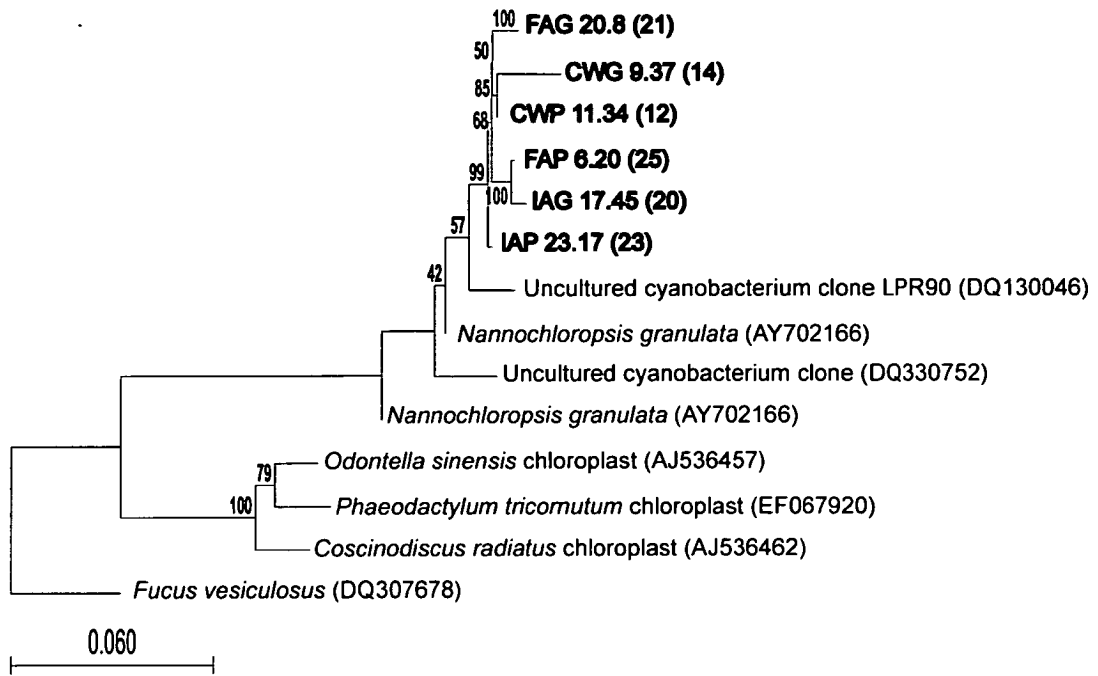 100 FAG 20.8 (21)
50
CWG 9.37 (14)
85
CWP 11.34 (12)
68
FAP 6.20 (25)
99
100 IAG 17.45 (20)
57
IAP 23.17 (23)
42
Uncultured cyanobacterium clone LPR90 (DQ130046)
Nannochloropsis granulata (AY702166)
Uncultured cyanobacterium clone (DQ330752)
Nannochloropsis granulata (AY702166)
Odontella sinensis chloroplast (AJ536457)
79
Phaeodactylum tricornutum chloroplast (EF067920)
100
Coscinodiscus radiatus chloroplast (AJ536462)
Fucus vesiculosus (DQ307678)
0.060